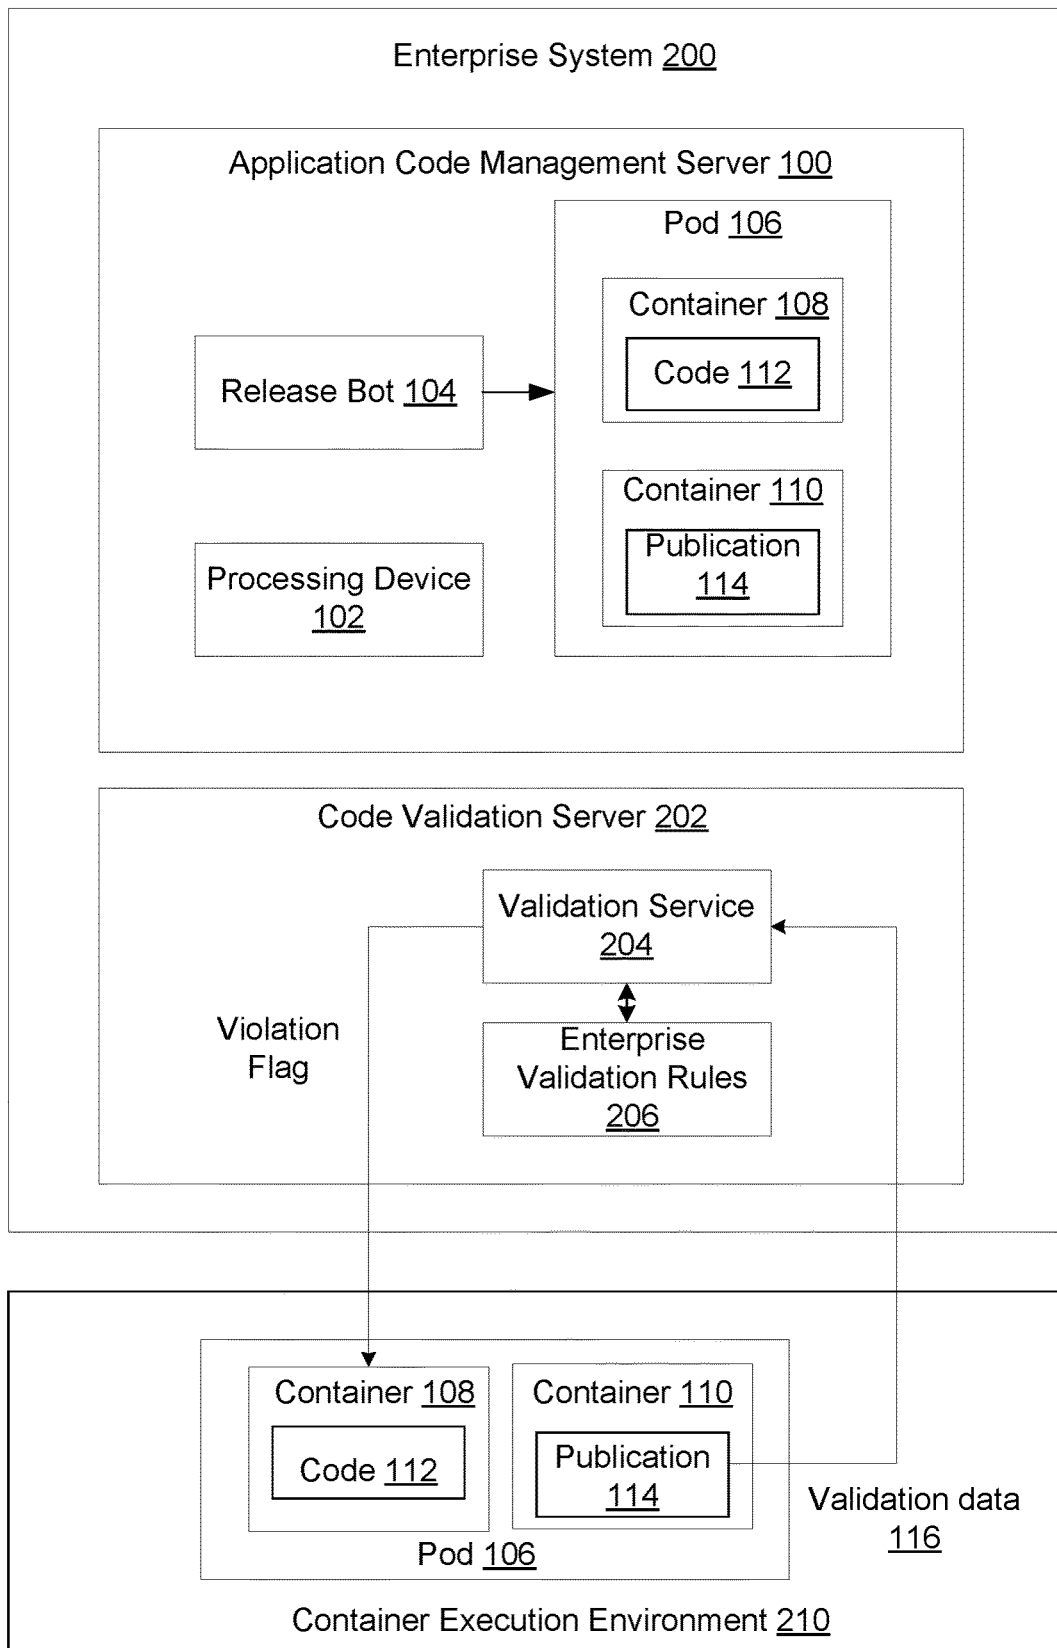 Enterprise System 200
Application Code Management Server 100
Pod 106
Container 108
Code 112
Release Bot 104
Container 110
Publication
114
Processing Device
102
Code Validation Server 202
Validation Service
204
Violation
Flag
Enterprise
Validation Rules
206
Container 108
Code 112
Container 110
Publication
114
Validation data
116
Pod 106
Container Execution Environment 210